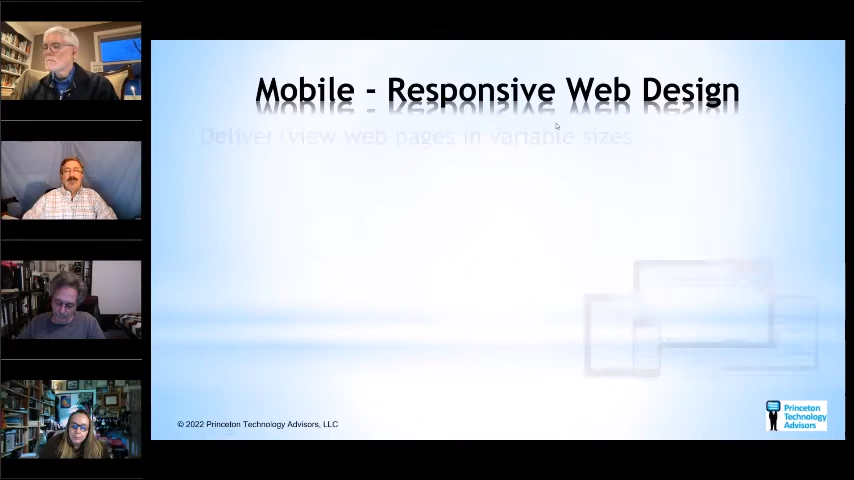 Mobile - Responsive Web Design
Deliver/view web pages in variable sizes
© 2022 Princeton Technology Advisors, LLC
Princeton
Technology
Advisors